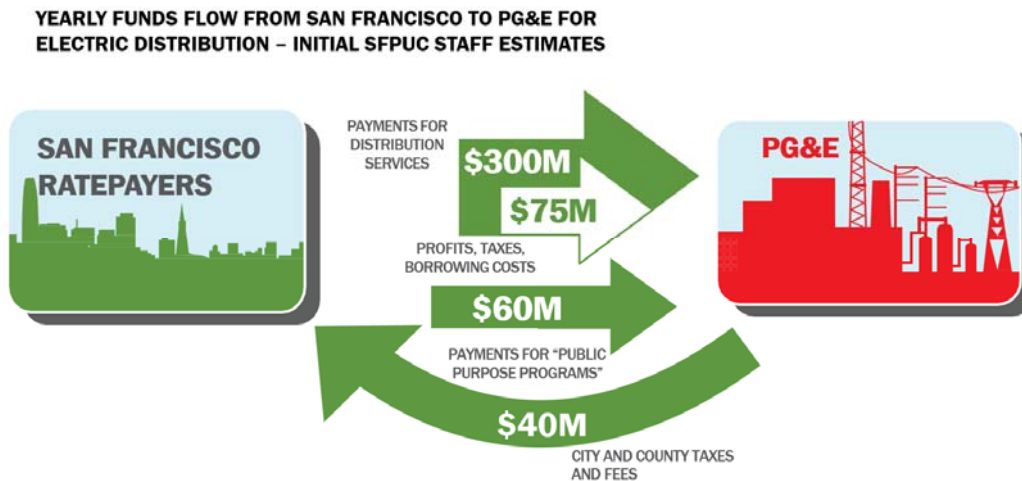 YEARLY FUNDS FLOW FROM SAN FRANCISCO TO PG&E FOR
ELECTRIC DISTRIBUTION – INITIAL SFPUC STAFF ESTIMATES
SAN FRANCISCO
RATEPAYERS
PAYMENTS FOR
DISTRIBUTION
SERVICES
$300M
$75M
PROFITS, TAXES,
BORROWING COSTS
PG&E
$60M
PAYMENTS FOR “PUBLIC
PURPOSE PROGRAMS”
$40M
CITY AND COUNTY TAXES
AND FEES